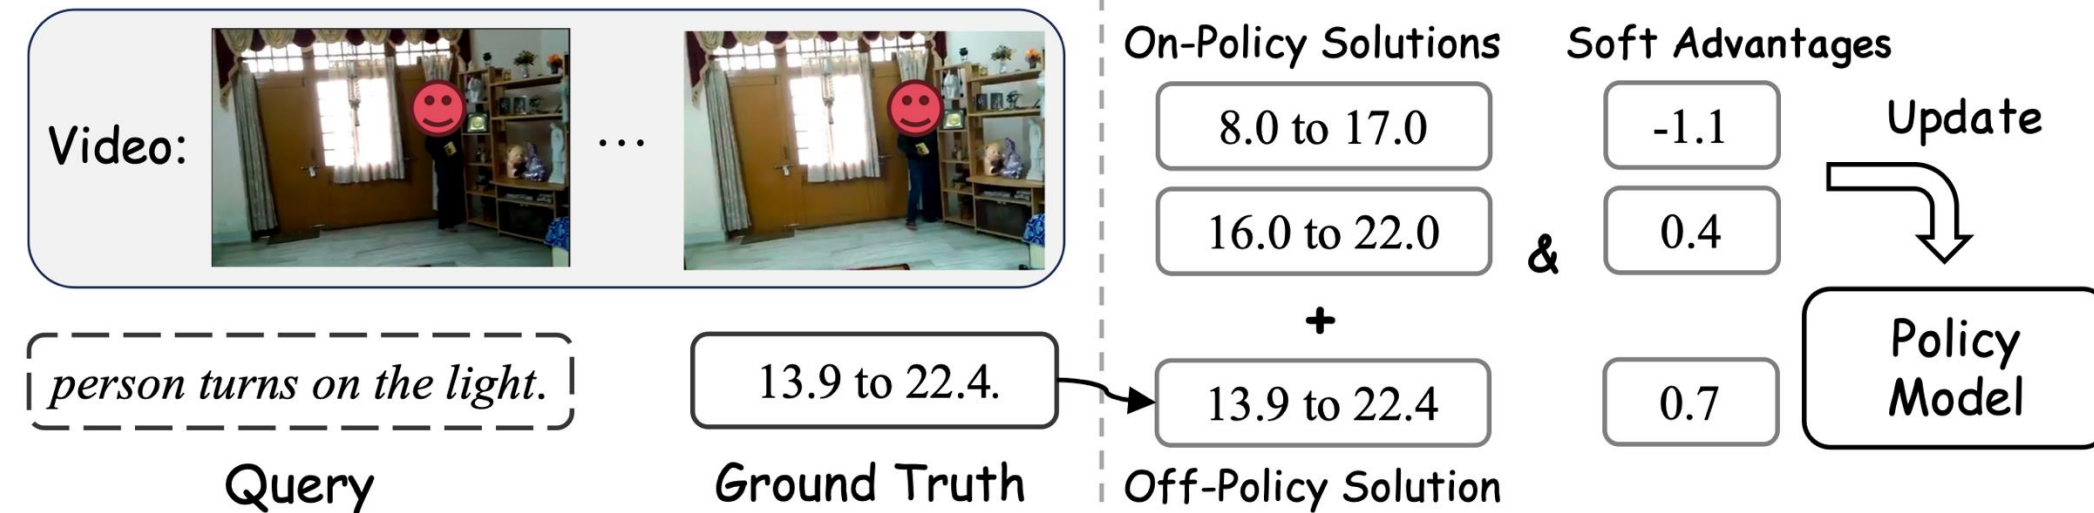 Video:
...
person turns on the light.
Query
13.9 to 22.4.
Ground Truth
On-Policy Solutions
8.0 to 17.0
16.0 to 22.0
+
13.9 to 22.4
Off-Policy Solution
&
Soft Advantages
-1.1
0.4
0.7
Update
Policy
Model